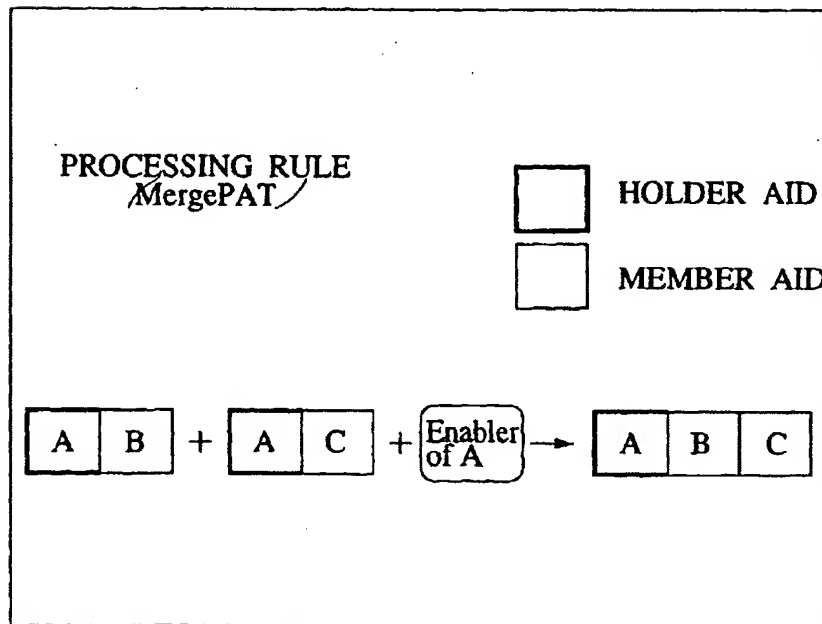 PROCESSING RULE
MergePAT
HOLDER AID
MEMBER AID
A B + A C + Enabler of A → A B C